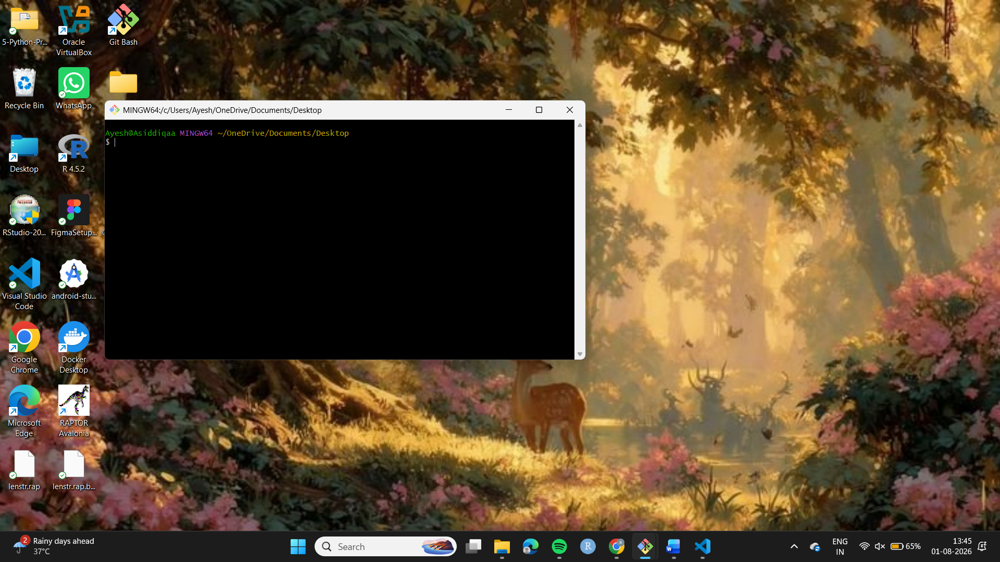 5-Python-Pr...
Oracle
VirtualBox
Git Bash
Recycle Bin
WhatsApp
MINGW64:/c/Users/Ayesh/OneDrive/Documents/Desktop
Ayesh@Asiddiqaa MINGW64 ~/OneDrive/Documents/Desktop
$
Desktop
R 4.5.2
NSIS
RStudio-20...
FigmaSetup...
Visual Studio
Code
android-stu...
Google
Chrome
Docker
Desktop
Microsoft
Edge
RAPTOR
Avalonia
lenstr.rap
lenstr.rap.b...
2
Rainy days ahead
37°C
Search
R
a
W
ENG
IN
65%
13:45
01-08-2026